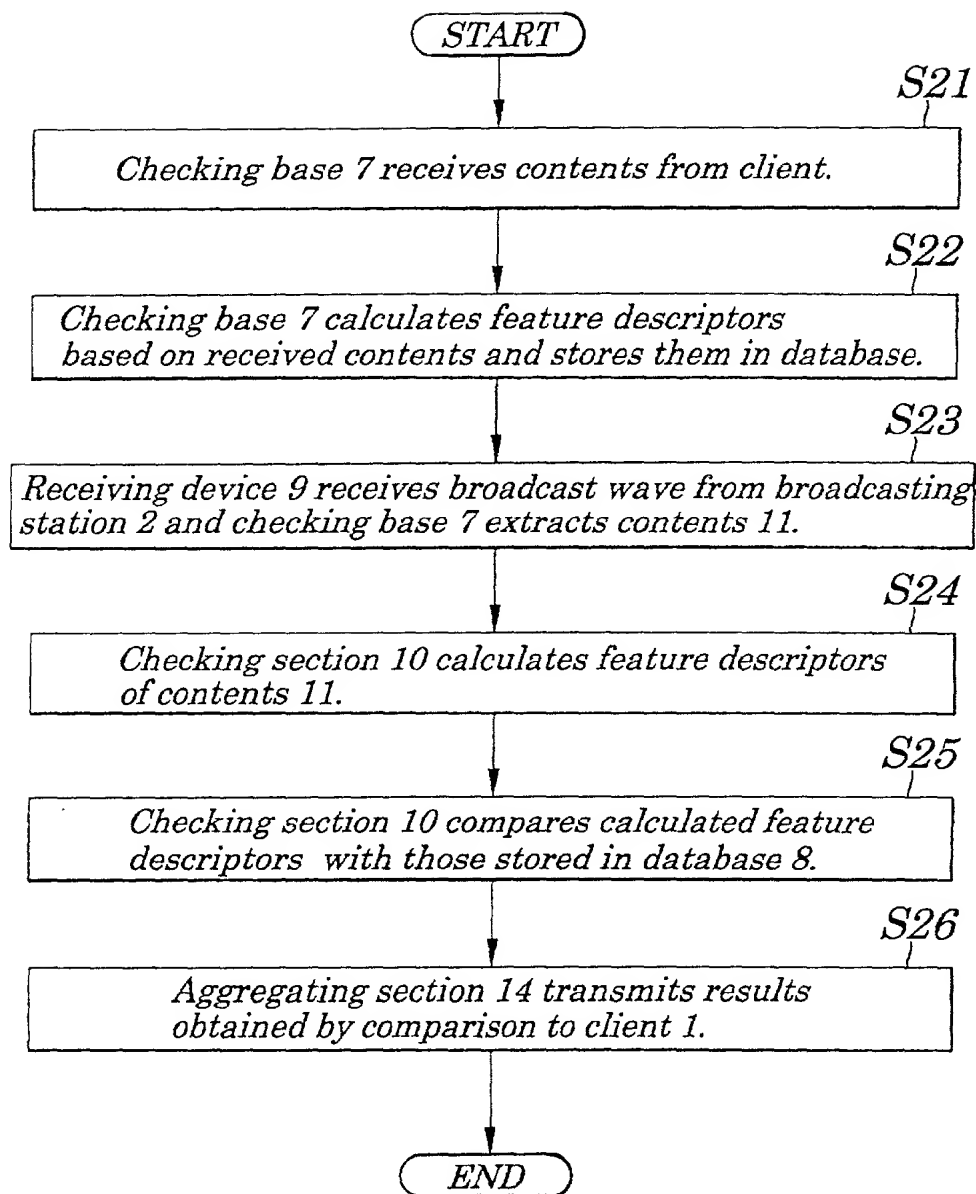 START
S21
Checking base 7 receives contents from client.
S22
Checking base 7 calculates feature descriptors
based on received contents and stores them in database.
S23
Receiving device 9 receives broadcast wave from broadcasting
station 2 and checking base 7 extracts contents 11.
S24
Checking section 10 calculates feature descriptors
of contents 11.
S25
Checking section 10 compares calculated feature
descriptors with those stored in database 8.
S26
Aggregating section 14 transmits results
obtained by comparison to client 1.
END